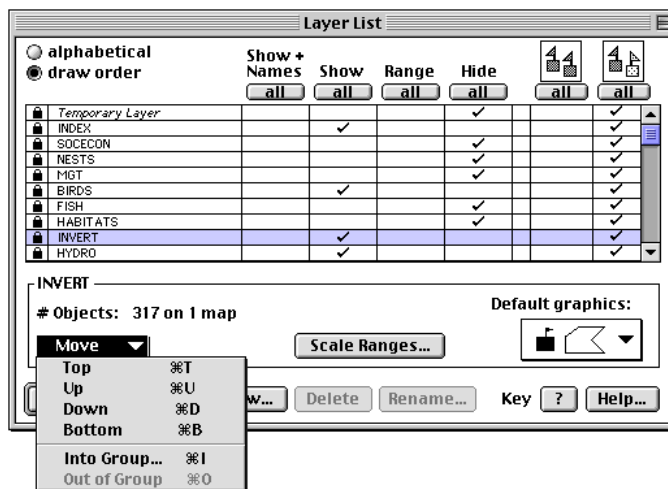 Layer List
alphabetical
draw order
Show + Names Show Range Hide
all all all all all all
Temporary Layer
INDEX
SOCECON
NESTS
MGT
BIRDS
FISH
HABITATS
INVERT
HYDRO
INVERT
# Objects: 317 on 1 map
Default graphics:
Move
Scale Ranges...
Top ⌘T
Up ⌘U
Down ⌘D
Bottom ⌘B
Into Group... ⌘I
Out of Group ⌘O
w... Delete Rename... Key ? Help...